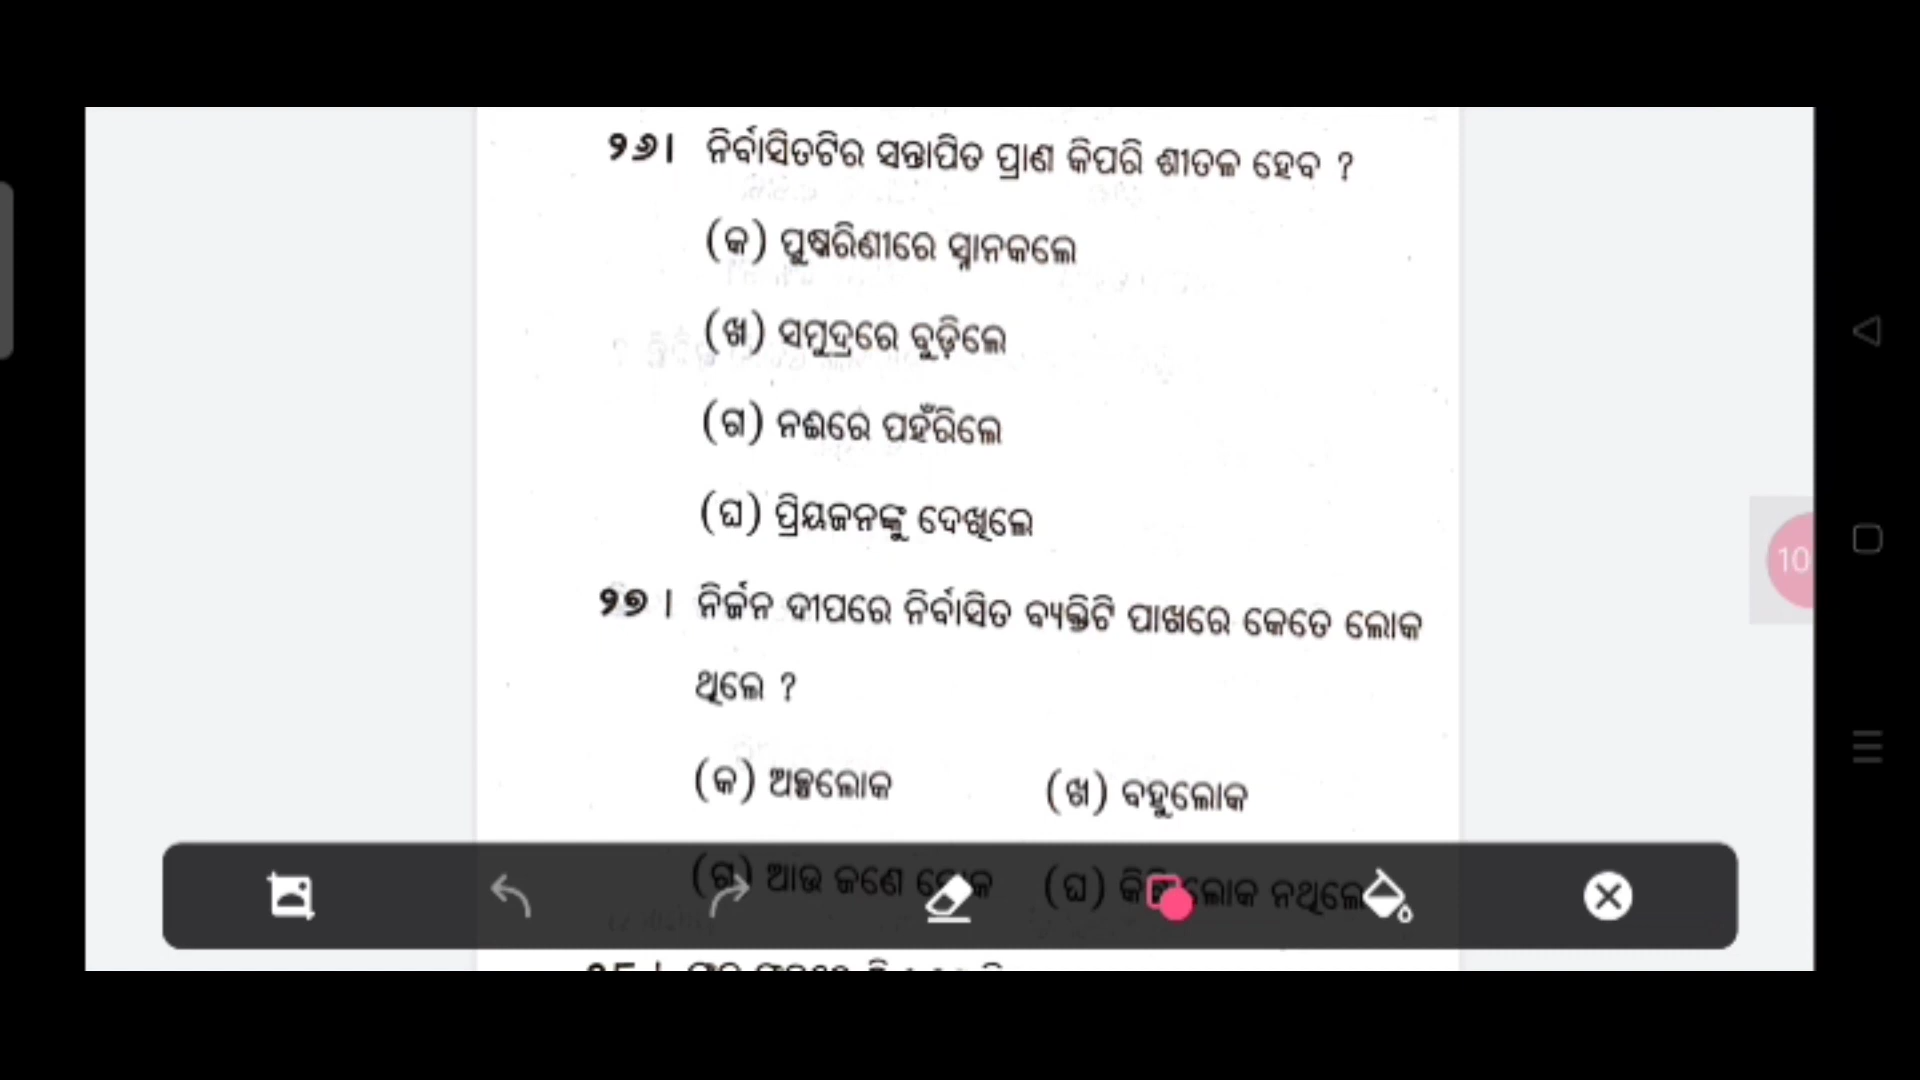 ୨୬। ନିର୍ବାସିତଟିର ସନ୍ତାପିତ ପ୍ରାଣ କିପରି ଶୀତଳ ହେବ ?
(କ) ପୁଷ୍କରିଣୀରେ ସ୍ନାନକଲେ
(ଖ) ସମୁଦ୍ରରେ ବୁଡ଼ିଲେ
(ଗ) ନଈରେ ପହଁରିଲେ
(ଘ) ପ୍ରିୟଜନଙ୍କୁ ଦେଖିଲେ
୨୭ । ନିର୍ଜନ ଦୀପରେ ନିର୍ବାସିତ ବ୍ୟକ୍ତିଟି ପାଖରେ କେତେ ଲୋକ
ଥିଲେ ?
(କ) ଅଳ୍ପଲୋକ (ଖ) ବହୁଲୋକ
(ଗ) ଆଉ ଜଣେ (ଘ) ନଥିଲେ
10